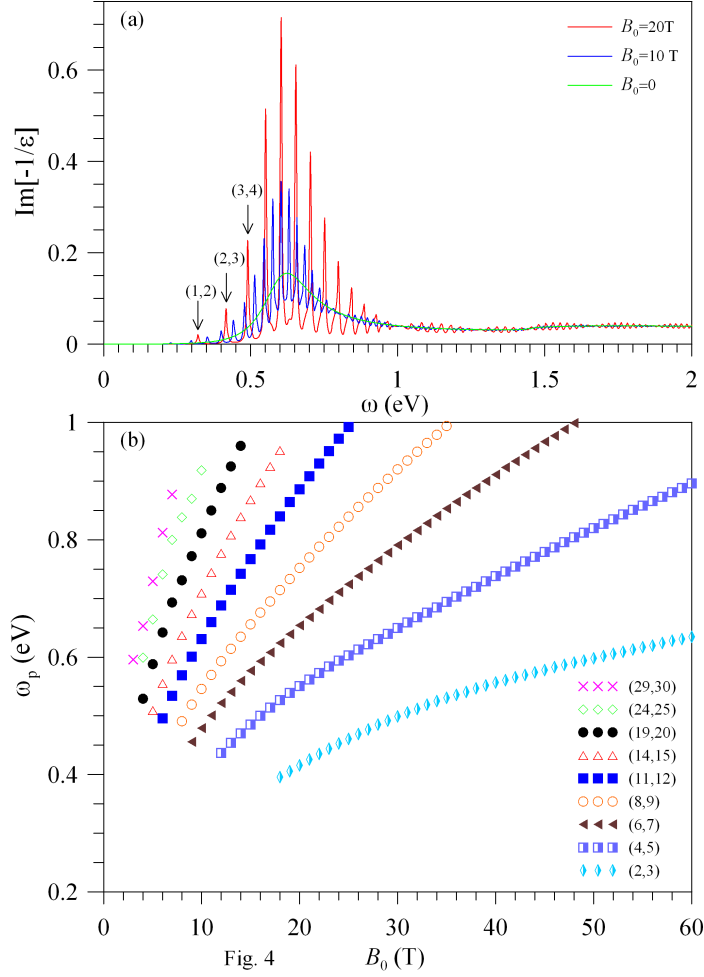 (a)
B₀=20T
B₀=10 T
B₀=0
0.6
0.4
0.2
0
Im[-1/ε]
(3,4)
(2,3)
(1,2)
0 0.5 1 1.5 2
ω (eV)
(b)
1
0.8
0.6
0.4
0.2
ωₚ (eV)
(29,30)
(24,25)
(19,20)
(14,15)
(11,12)
(8,9)
(6,7)
(4,5)
(2,3)
0 10 20 30 40 50 60
Fig. 4 B₀ (T)